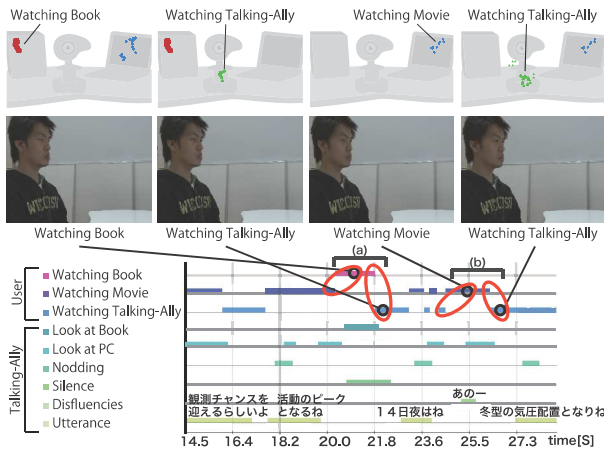 Watching Book
Watching Talking-Ally
Watching Movie
Watching Talking-Ally
Watching Book
Watching Talking-Ally
Watching Movie
Watching Talking-Ally
(a)
(b)
User
Watching Book
Watching Movie
Watching Talking-Ally
Talking-Ally
Look at Book
Look at PC
Nodding
Silence
Disfluencies
Utterance
観測チャンスを
迎えるらしいよ
活動のピーク
となるね
14日夜はね
あのー
冬型の気圧配置となりね
14.5 16.4 18.2 20.0 21.8 23.6 25.5 27.3 time[S]